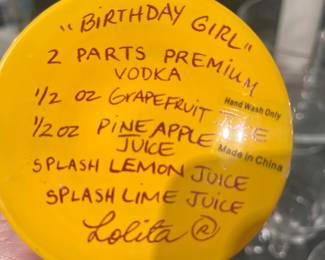 "BIRTHDAY GIRL"
2 PARTS PREMIUM
VODKA
1/2 oz GRAPEFRUIT JUICE
Hand Wash Only
1/2 oz PINEAPPLE
JUICE
Made in China
SPLASH LEMON JUICE
SPLASH LIME JUICE
Lolita ®